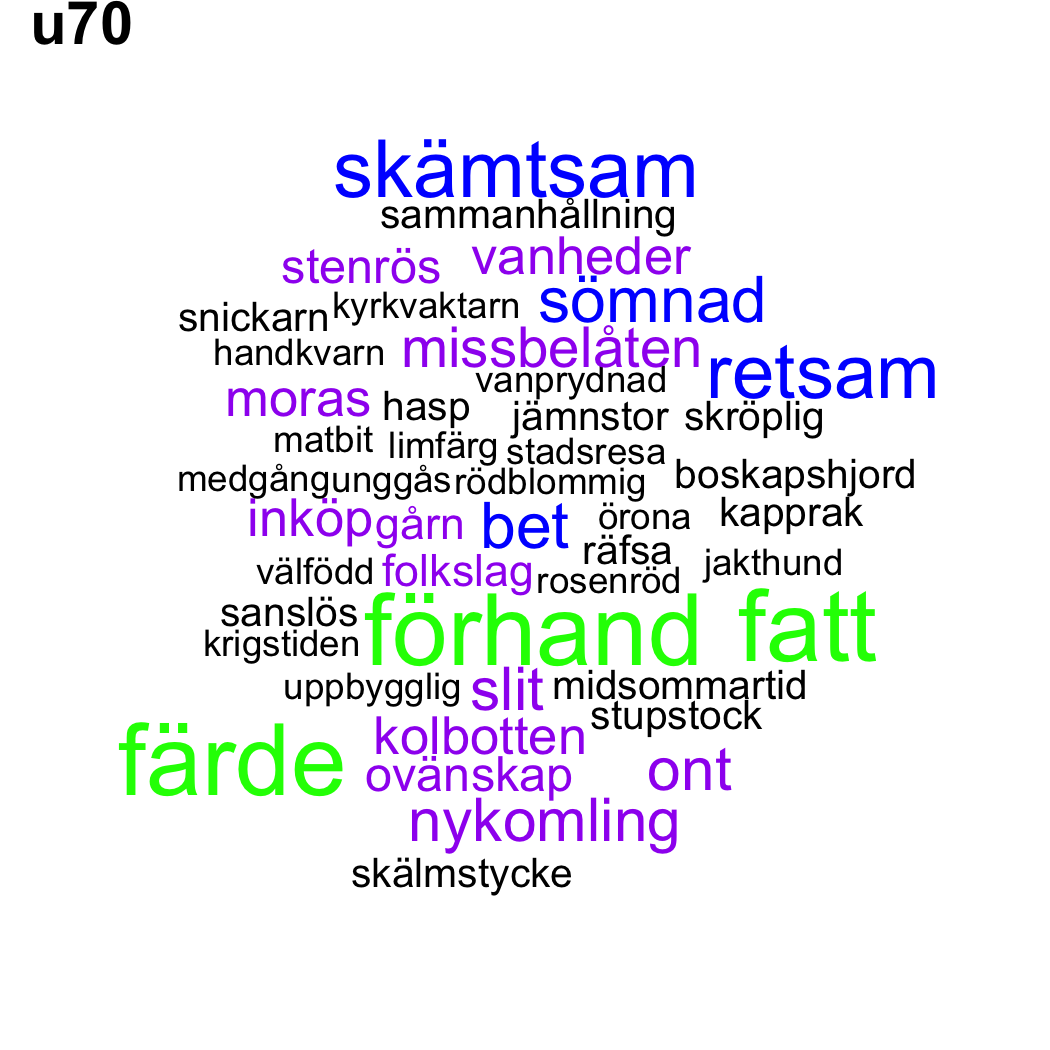 u70
skämtsam
sammanhållning
stenrös vanheder
snickarn kyrkvaktarn sömnad
handkvarn missbelåten
vanprydnad retsam
moras hasp jämnstor skröplig
matbit limfärg stadsresa
medgång unggås rödblommig boskapshjord
inköp gårn bet örona kapprak
räfsa
välfödd folkslag rosenröd jakthund
sanslös förhand fatt
krigstiden
uppbygglig slit midsommartid
stupstock
färde kolbotten
ovänskap ont
nykomling
skälmstycke